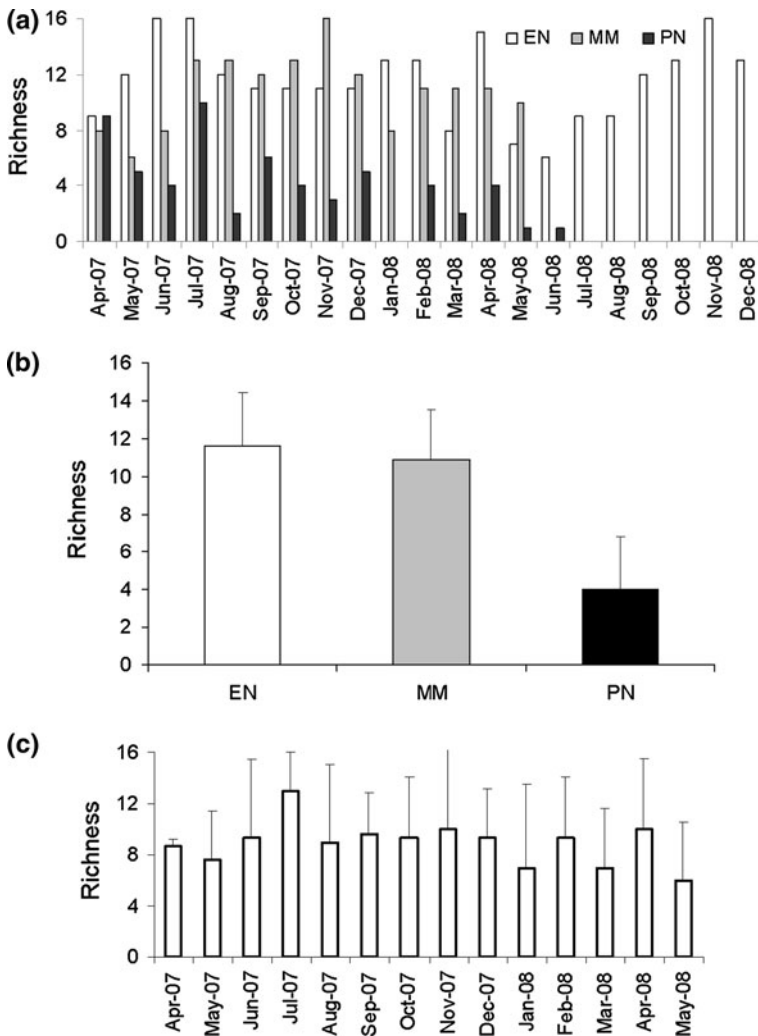 (a)
16
12
8
4
0
Richness
EN MM PN
Apr-07 May-07 Jun-07 Jul-07 Aug-07 Sep-07 Oct-07 Nov-07 Dec-07 Jan-08 Feb-08 Mar-08 Apr-08 May-08 Jun-08 Jul-08 Aug-08 Sep-08 Oct-08 Nov-08 Dec-08
(b)
16
14
12
10
8
6
4
2
0
Richness
EN MM PN
(c)
16
12
8
4
0
Richness
Apr-07 May-07 Jun-07 Jul-07 Aug-07 Sep-07 Oct-07 Nov-07 Dec-07 Jan-08 Feb-08 Mar-08 Apr-08 May-08